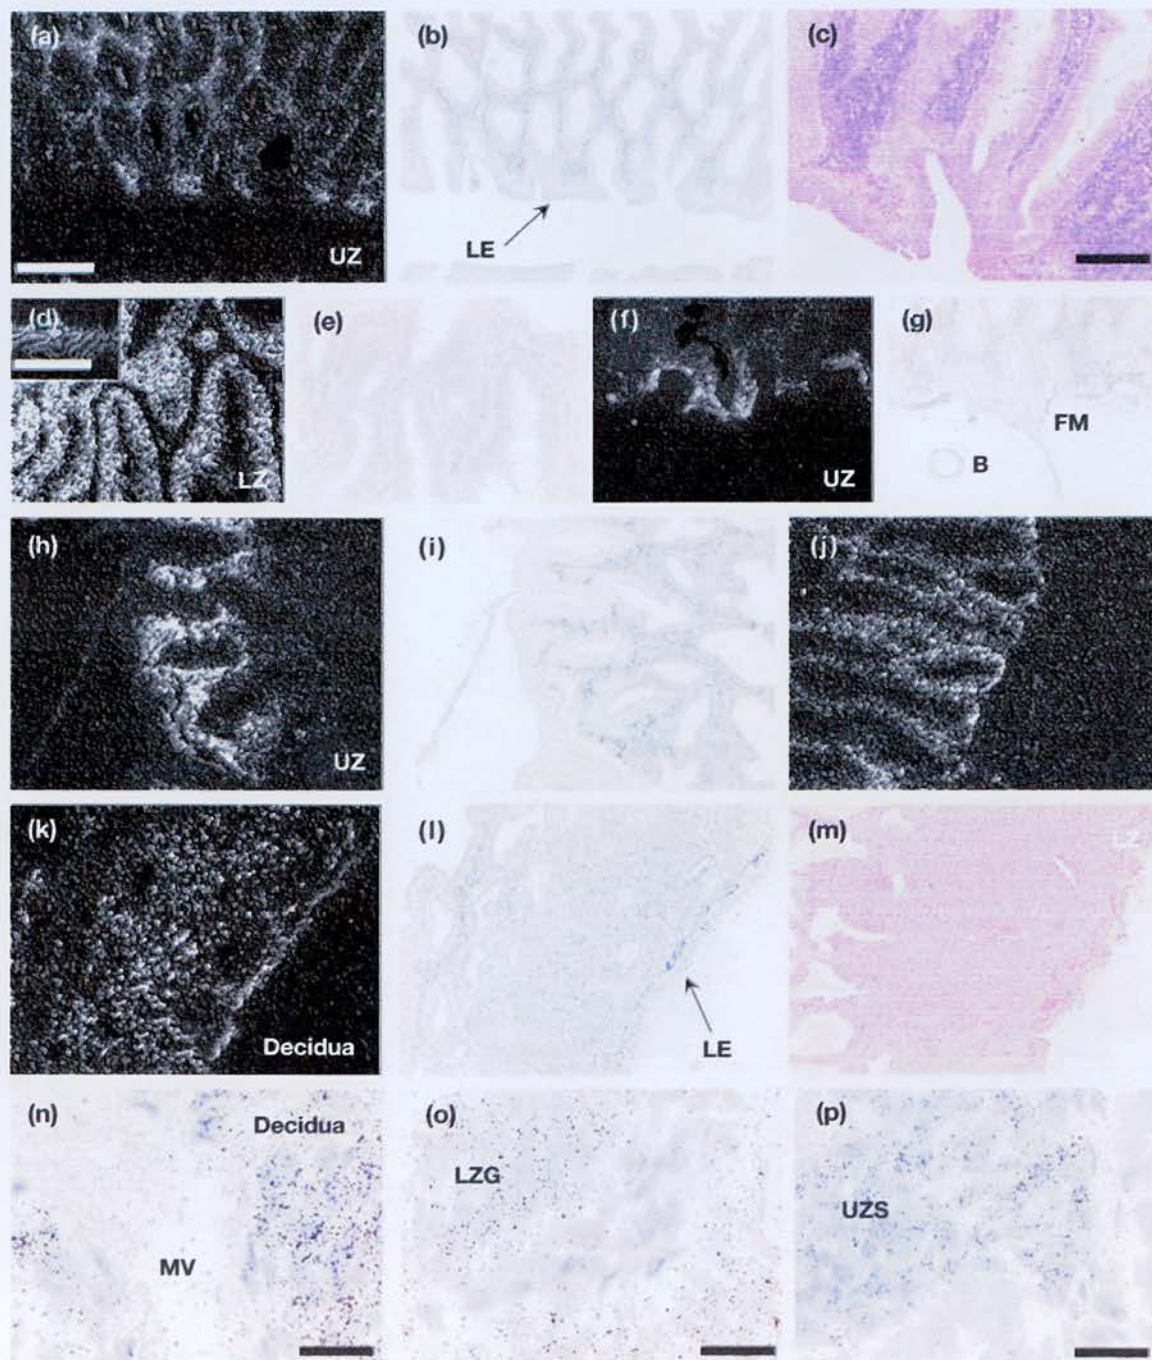 (a)
(b)
(c)
UZ
LE
(d)
(e)
(f)
(g)
LZ
UZ
FM
B
(h)
(i)
(j)
UZ
(k)
(l)
(m)
LZ
Decidua
LE
(n)
(o)
(p)
Decidua
LZG
UZS
MV